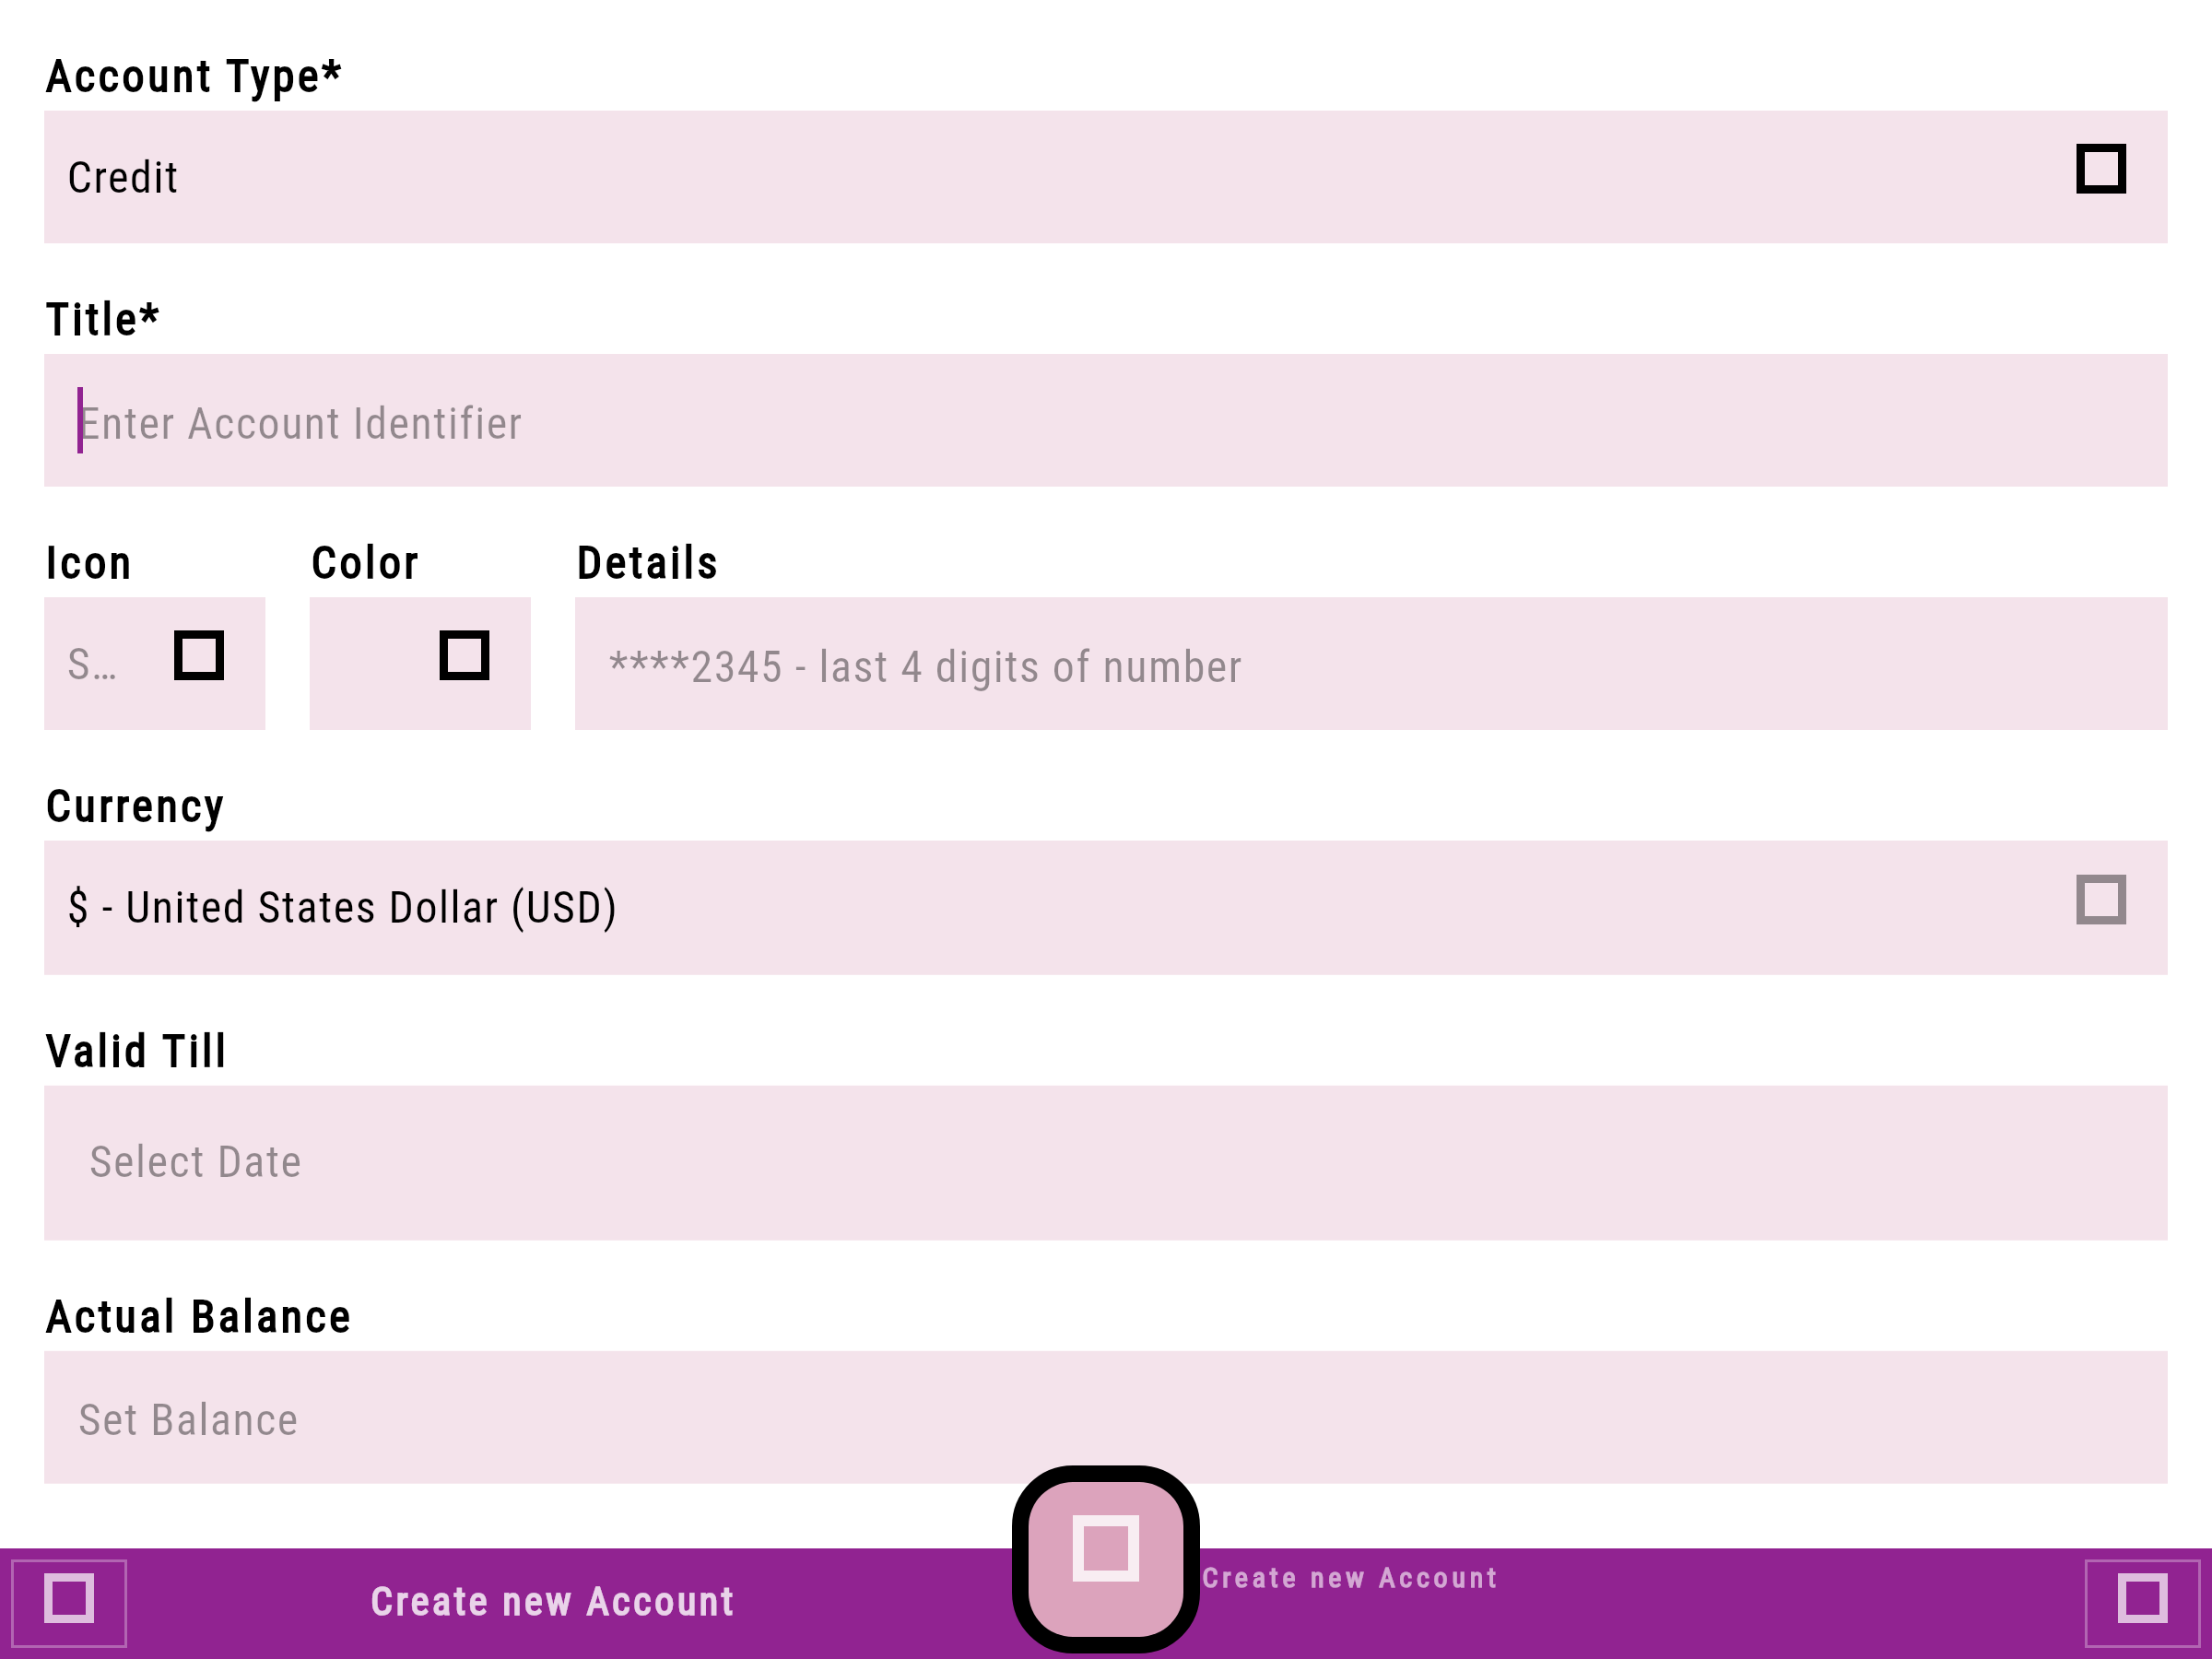 Account Type*
Credit
Title*
Enter Account Identifier
Icon Color Details
S… ****2345 - last 4 digits of number
Currency
$ - United States Dollar (USD)
Valid Till
Select Date
Actual Balance
Set Balance
Create new Account Create new Account